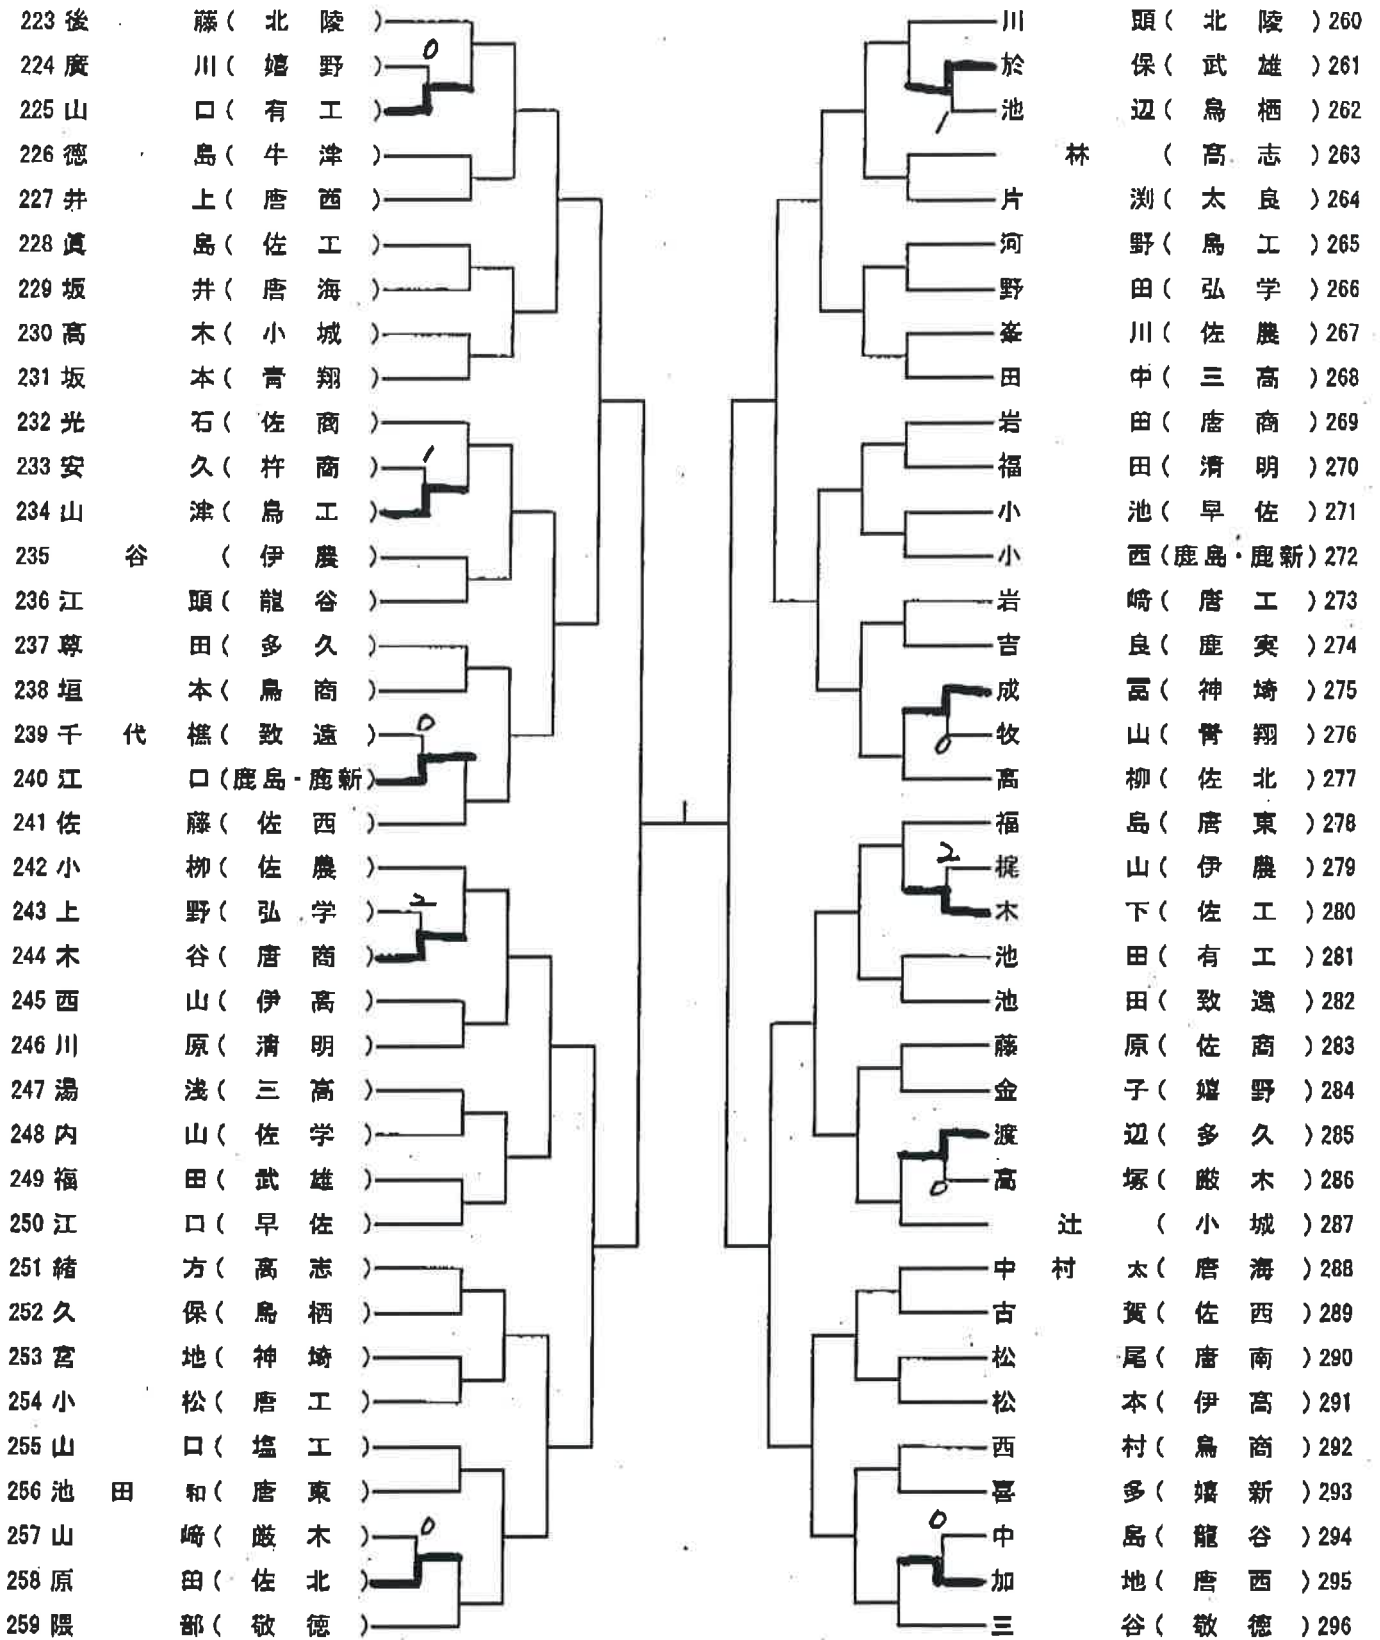 223 後藤(北陵)
224 廣川(嬉野)
0
225 山口(有工)
226 徳島(牛津)
227 井上(唐西)
228 眞島(佐工)
229 坂井(唐海)
230 高木(小城)
231 坂本(青翔)
232 光石(佐商)
233 安久(杵商)
1
234 山津(鳥工)
235 谷(伊農)
236 江頭(龍谷)
237 尊田(多久)
238 垣本(鳥商)
239 千代樵(致遠)
0
240 江口(鹿島・鹿新)
241 佐藤(佐西)
242 小柳(佐農)
243 上野(弘学)
2
244 木谷(唐商)
245 西山(伊高)
246 川原(清明)
247 湯浅(三高)
248 内山(佐学)
249 福田(武雄)
250 江口(早佐)
251 緒方(高志)
252 久保(鳥栖)
253 宮地(神埼)
254 小松(唐工)
255 山口(塩工)
256 池田和(唐東)
257 山﨑(厳木)
0
258 原田(佐北)
259 隈部(敬徳)
川頭(北陵)260
於保(武雄)261
池辺(鳥栖)262
1
林(高志)263
片渕(太良)264
河野(鳥工)265
野田(弘学)266
峯川(佐農)267
田中(三高)268
岩田(唐商)269
福田(清明)270
小池(早佐)271
小西(鹿島・鹿新)272
岩﨑(唐工)273
吉良(鹿実)274
成冨(神埼)275
牧山(青翔)276
0
高柳(佐北)277
福島(唐東)278
2
掟山(伊農)279
木下(佐工)280
池田(有工)281
池田(致遠)282
藤原(佐商)283
金子(嬉野)284
渡辺(多久)285
高塚(厳木)286
0
辻(小城)287
中村太(唐海)288
古賀(佐西)289
松尾(唐南)290
松本(伊高)291
西村(鳥商)292
喜多(嬉新)293
0
中島(龍谷)294
加地(唐西)295
三谷(敬徳)296